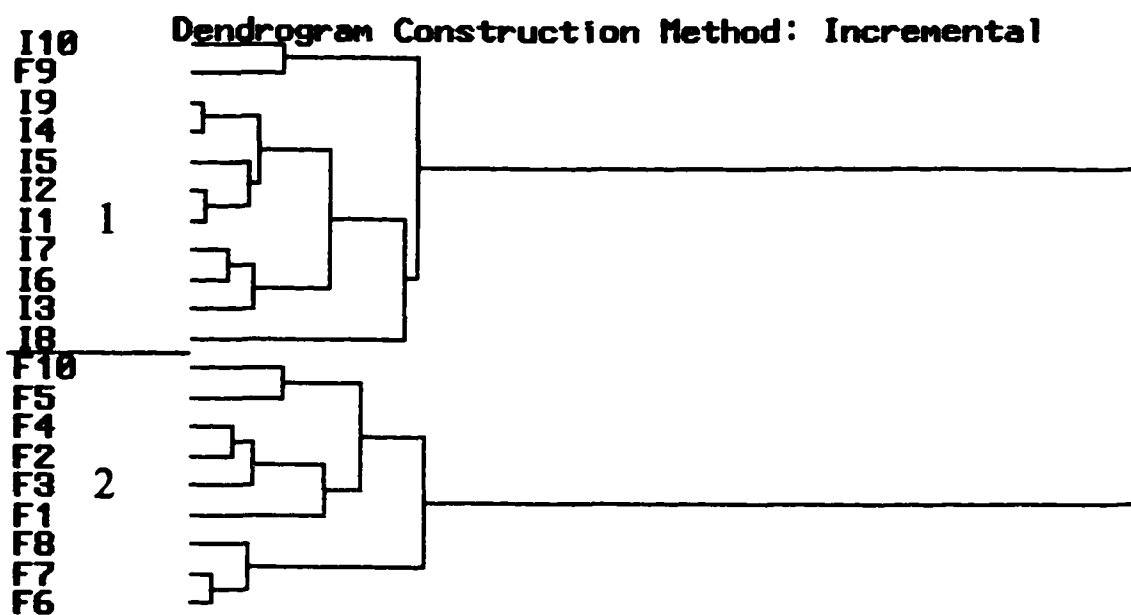 Dendrogram Construction Method: Incremental
I10
F9
I9
I4
I5
I2
I1
1
I7
I6
I3
I8
F10
F5
F4
F2
F3
2
F1
F8
F7
F6